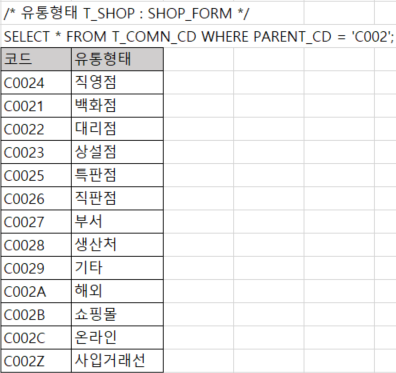 /* 유통형태 T_SHOP : SHOP_FORM */
SELECT * FROM T_COMN_CD WHERE PARENT_CD = 'C002';
코드 유통형태
C0024 직영점
C0021 백화점
C0022 대리점
C0023 상설점
C0025 특판점
C0026 직판점
C0027 부서
C0028 생산처
C0029 기타
C002A 해외
C002B 쇼핑몰
C002C 온라인
C002Z 사입거래선